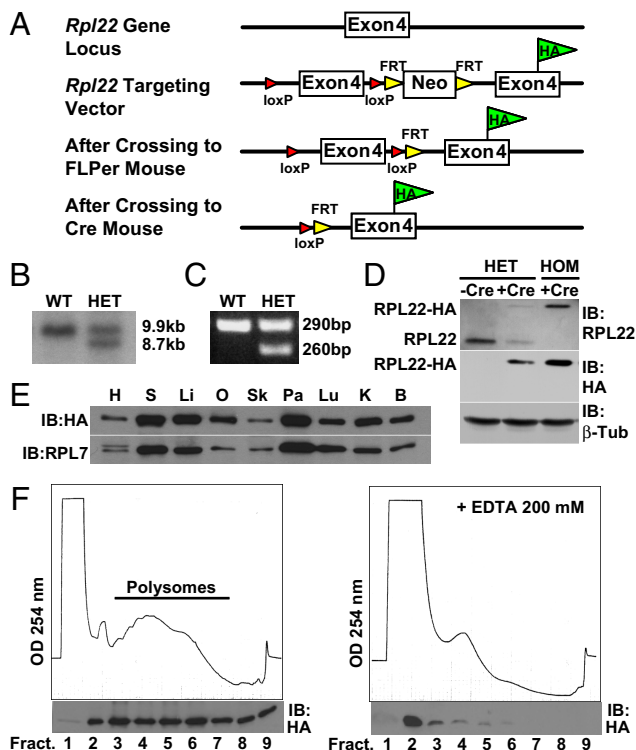 A
Rpl22 Gene Locus
Exon4
HA
Rpl22 Targeting Vector
loxP
Exon4
loxP
FRT
Neo
FRT
Exon4
HA
After Crossing to FLPer Mouse
loxP
Exon4
loxP
FRT
Exon4
HA
After Crossing to Cre Mouse
loxP
FRT
Exon4
B
WT HET
9.9kb
8.7kb
C
WT HET
290bp
260bp
D
HET HOM
-Cre +Cre +Cre
RPL22-HA
RPL22
IB:
RPL22
RPL22-HA
IB:
HA
IB:
β-Tub
E
H S Li O Sk Pa Lu K B
IB:HA
IB:RPL7
F
OD 254 nm
Polysomes
IB:
HA
Fract. 1 2 3 4 5 6 7 8 9
OD 254 nm
+ EDTA 200 mM
IB:
HA
Fract. 1 2 3 4 5 6 7 8 9